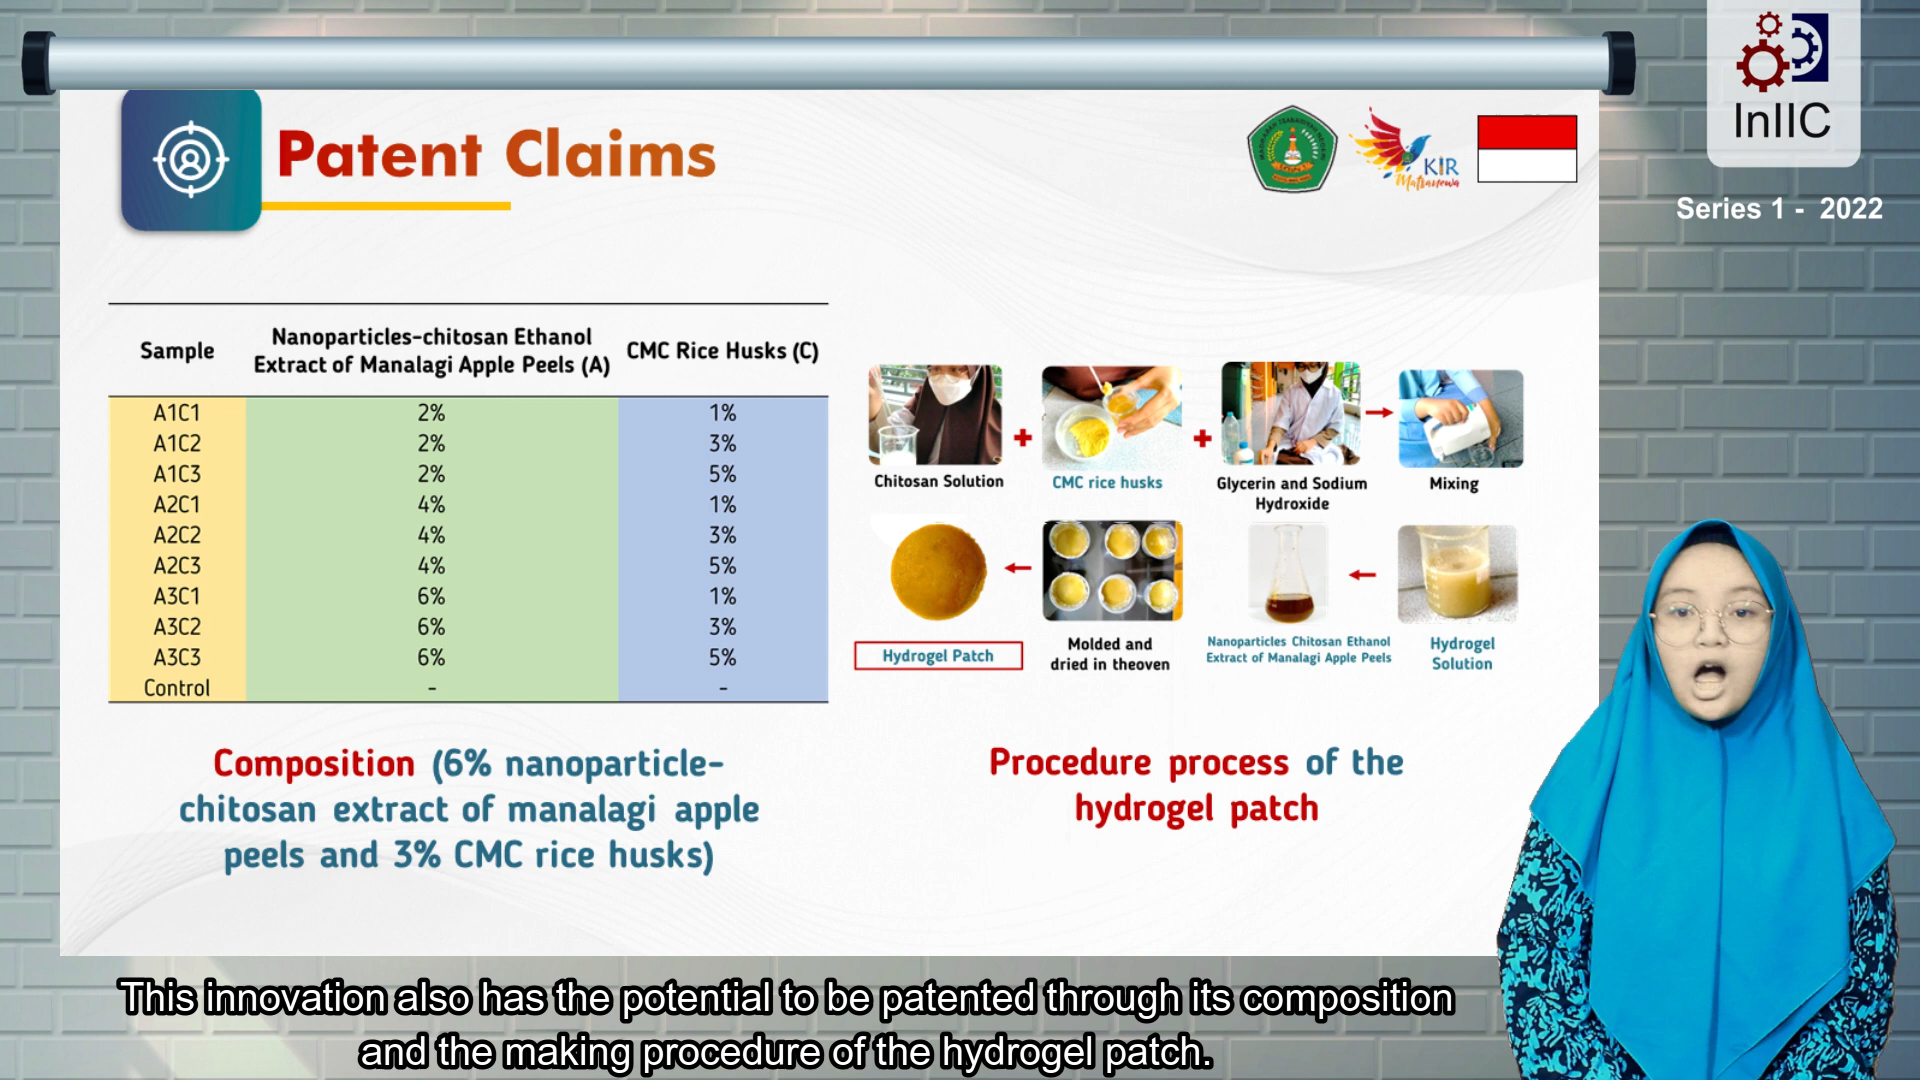 InIIC
Series 1 -  2022
Patent Claims
KIR
Matsanewa
Sample
Nanoparticles-chitosan Ethanol
Extract of Manalagi Apple Peels (A)
CMC Rice Husks (C)
A1C1 2% 1%
A1C2 2% 3%
A1C3 2% 5%
A2C1 4% 1%
A2C2 4% 3%
A2C3 4% 5%
A3C1 6% 1%
A3C2 6% 3%
A3C3 6% 5%
Control - -
Composition (6% nanoparticle-
chitosan extract of manalagi apple
peels and 3% CMC rice husks)
Chitosan Solution
CMC rice husks
Glycerin and Sodium
Hydroxide
Mixing
Hydrogel Patch
Molded and
dried in theoven
Nanoparticles Chitosan Ethanol
Extract of Manalagi Apple Peels
Hydrogel
Solution
Procedure process of the
hydrogel patch
This innovation also has the potential to be patented through its composition
and the making procedure of the hydrogel patch.